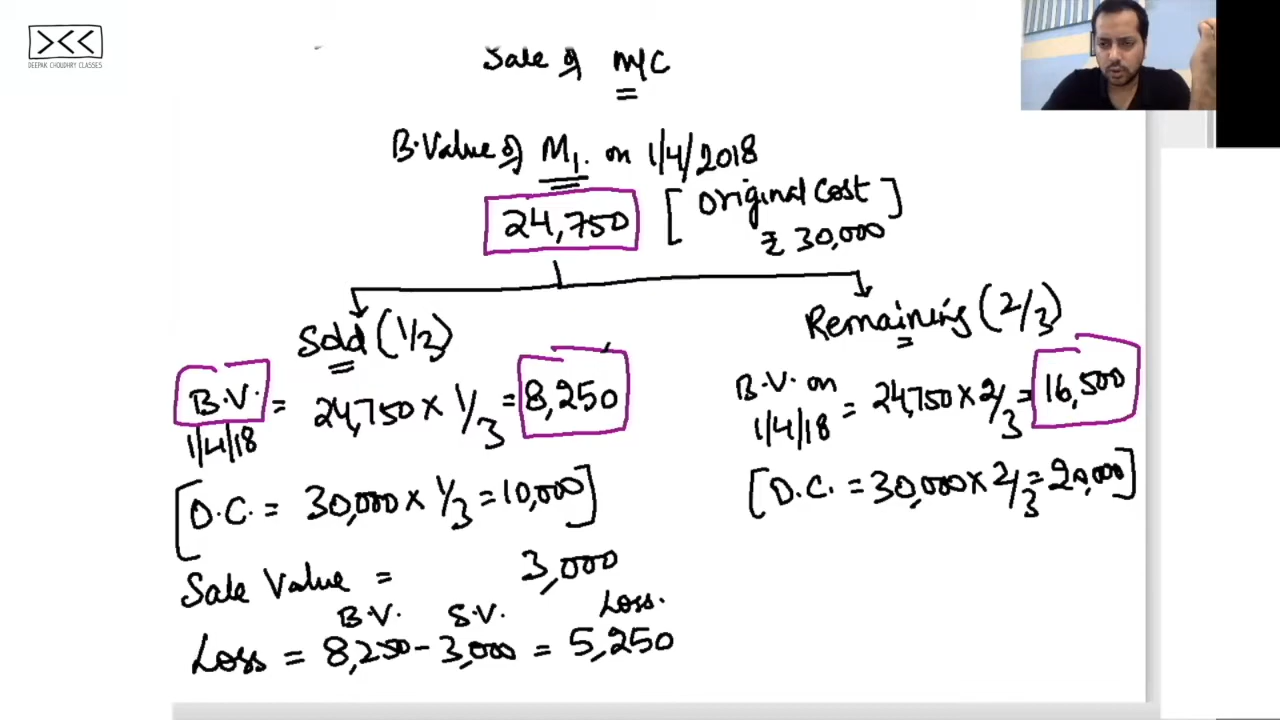 DEEPAK CHOUDHRY CLASSES
Sale of M/C
B.Value of M1. on 1/4/2018
24,750 [Original Cost ₹ 30,000]
Sold (1/3)
B.V. 1/4/18 = 24,750 × 1/3 = 8,250
[O.C. = 30,000 × 1/3 = 10,000]
Sale Value = 3,000
B.V. S.V. Loss.
Loss = 8,250 - 3,000 = 5,250
Remaining (2/3)
B.V. on 1/4/18 = 24,750 × 2/3 = 16,500
[O.C. = 30,000 × 2/3 = 20,000]